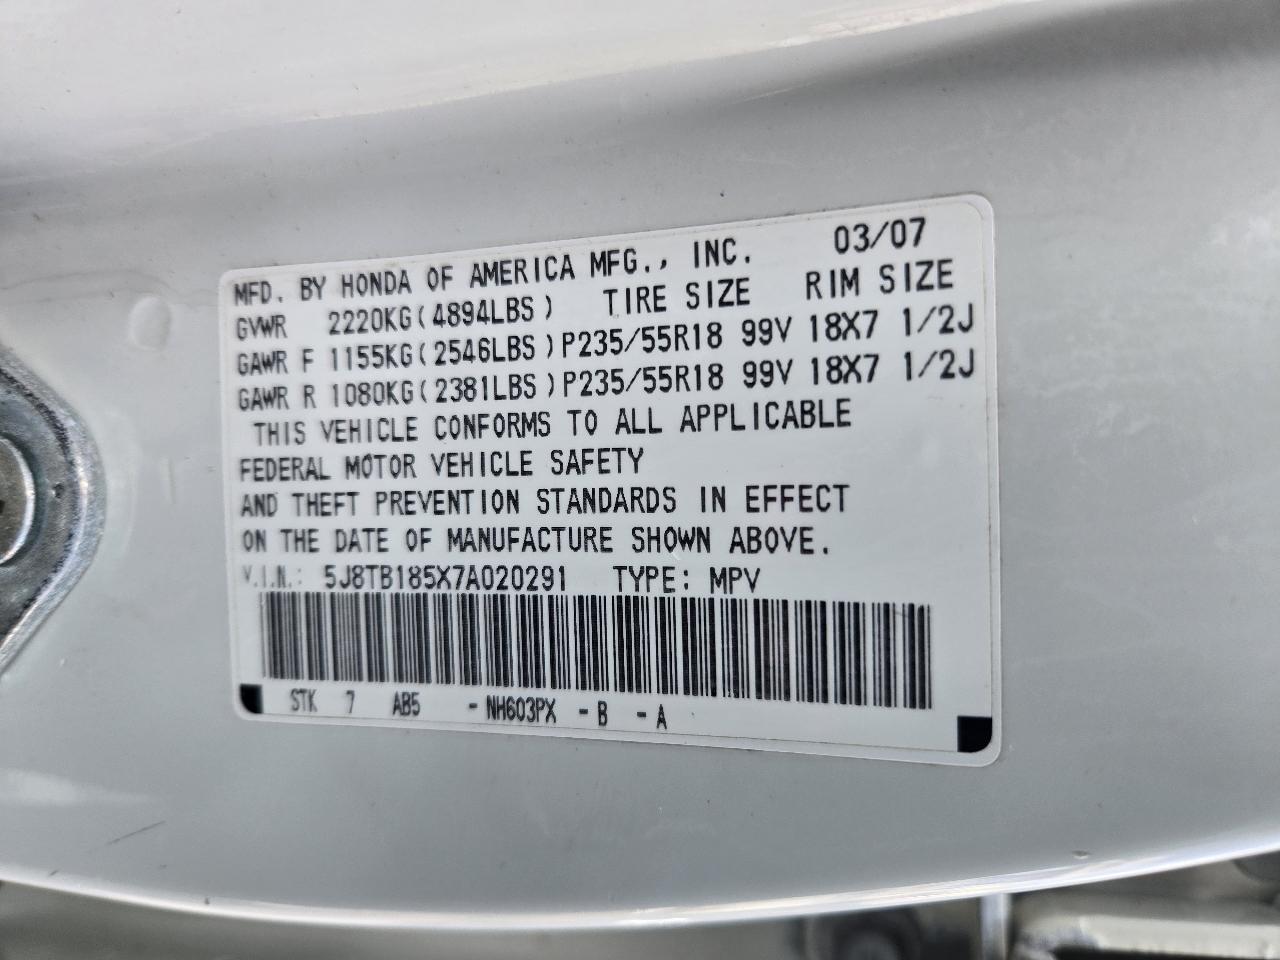 MFD. BY HONDA OF AMERICA MFG., INC. 03/07
GVWR 2220KG(4894LBS) TIRE SIZE RIM SIZE
GAWR F 1155KG(2546LBS)P235/55R18 99V 18X7 1/2J
GAWR R 1080KG(2381LBS)P235/55R18 99V 18X7 1/2J
THIS VEHICLE CONFORMS TO ALL APPLICABLE
FEDERAL MOTOR VEHICLE SAFETY
AND THEFT PREVENTION STANDARDS IN EFFECT
ON THE DATE OF MANUFACTURE SHOWN ABOVE.
V.I.N.: 5J8TB185X7A020291 TYPE: MPV
STK 7 AB5 -NH603PX -B -A